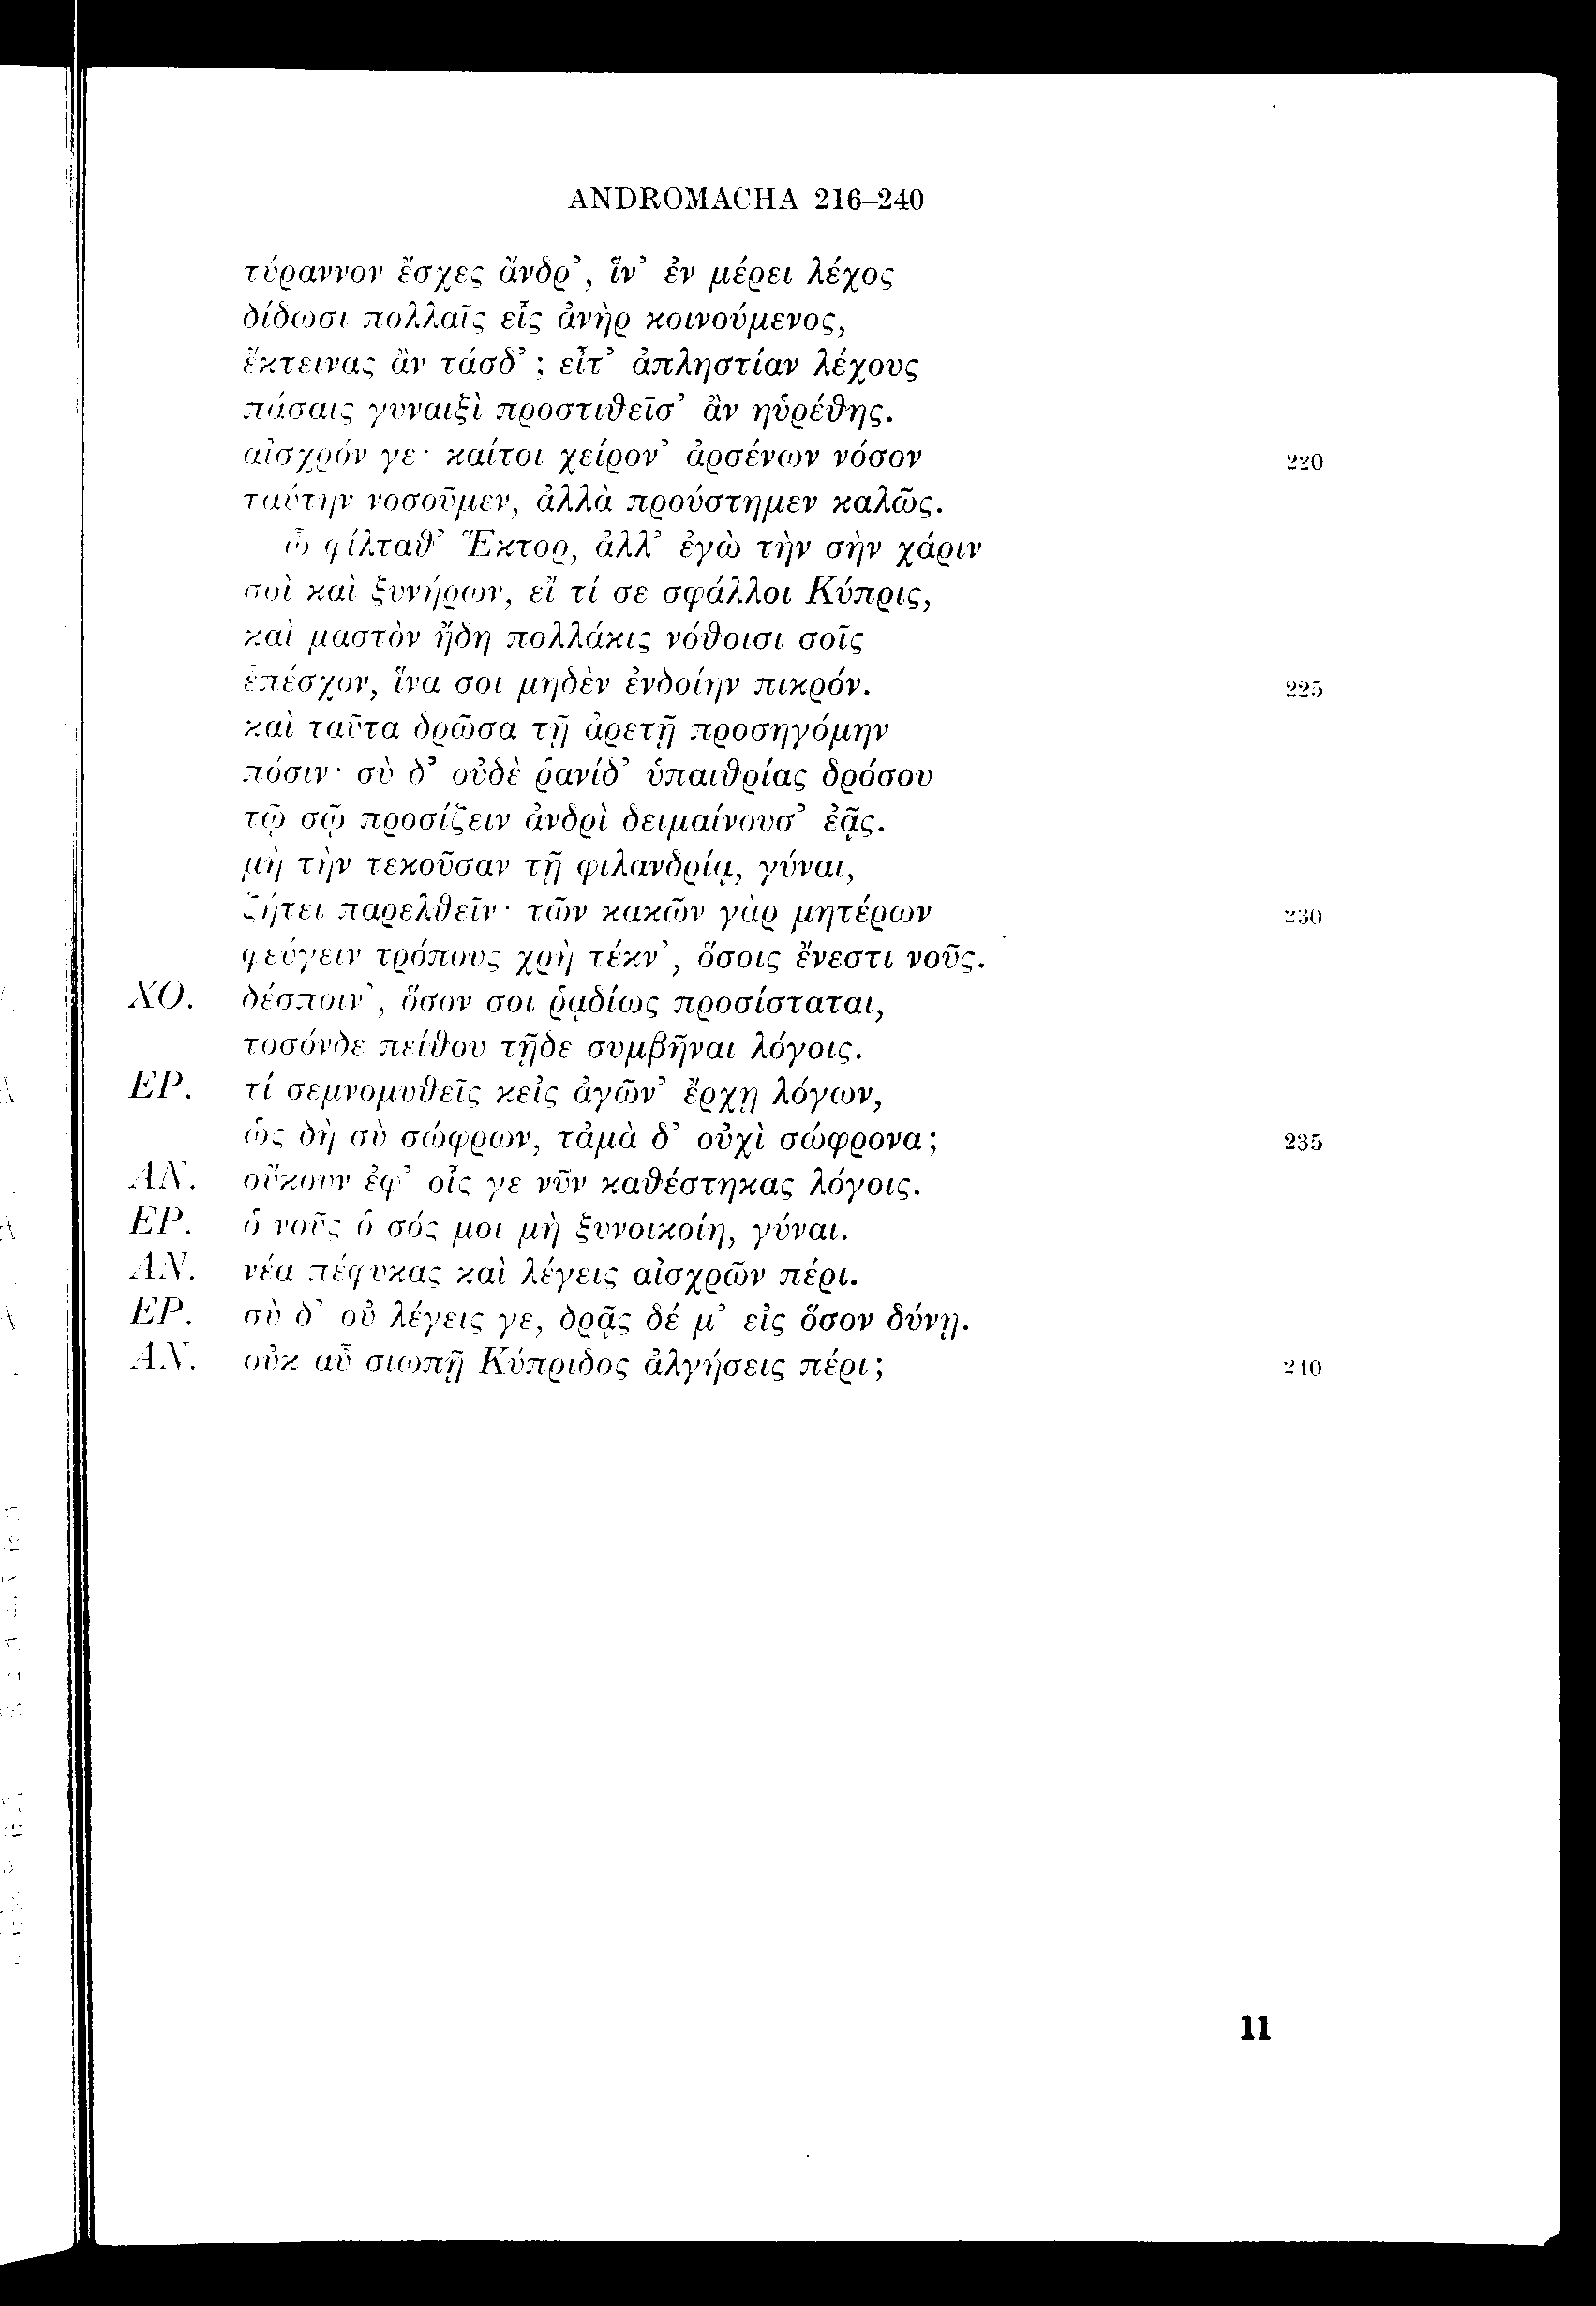 ANDROMACHA 216–240
τύραννον ἔσχες ἄνδρ’, ἵν’ ἐν μέρει λέχος
δίδωσι πολλαῖς εἷς ἀνὴρ κοινούμενος,
ἔκτεινας ἂν τάσδ’; εἶτ’ ἀπληστίαν λέχους
πάσαις γυναιξὶ προστιθεῖσ’ ἂν ηὑρέθης.
αἰσχρόν γε· καίτοι χείρον’ ἀρσένων νόσον 220
ταύτην νοσοῦμεν, ἀλλὰ προύστημεν καλῶς.
ὦ φίλταθ’ Ἕκτορ, ἀλλ’ ἐγὼ τὴν σὴν χάριν
σοὶ καὶ ξυνήρων, εἴ τί σε σφάλλοι Κύπρις,
καὶ μαστὸν ἤδη πολλάκις νόθοισι σοῖς
ἐπέσχον, ἵνα σοι μηδὲν ἐνδοίην πικρόν. 225
καὶ ταῦτα δρῶσα τῇ ἀρετῇ προσηγόμην
πόσιν· σὺ δ’ οὐδὲ ῥανίδ’ ὑπαιθρίας δρόσου
τῷ σῷ προσίζειν ἀνδρὶ δειμαίνουσ’ ἐᾷς.
μὴ τὴν τεκοῦσαν τῇ φιλανδρίᾳ, γύναι,
ζήτει παρελθεῖν· τῶν κακῶν γὰρ μητέρων 230
φεύγειν τρόπους χρὴ τέκν’, ὅσοις ἔνεστι νοῦς.
ΧΟ. δέσποιν’, ὅσον σοι ῥᾳδίως προσίσταται,
τοσόνδε πείθου τῇδε συμβῆναι λόγοις.
ΕΡ. τί σεμνομυθεῖς κεἰς ἀγῶν’ ἔρχῃ λόγων,
ὡς δὴ σὺ σώφρων, τἀμὰ δ’ οὐχὶ σώφρονα; 235
ΑΝ. οὔκουν ἐφ’ οἷς γε νῦν καθέστηκας λόγοις.
ΕΡ. ὁ νοῦς ὁ σός μοι μὴ ξυνοικοίη, γύναι.
ΑΝ. νέα πέφυκας καὶ λέγεις αἰσχρῶν πέρι.
ΕΡ. σὺ δ’ οὐ λέγεις γε, δρᾷς δέ μ’ εἰς ὅσον δύνῃ.
ΑΝ. οὐκ αὖ σιωπῇ Κύπριδος ἀλγήσεις πέρι; 240
11